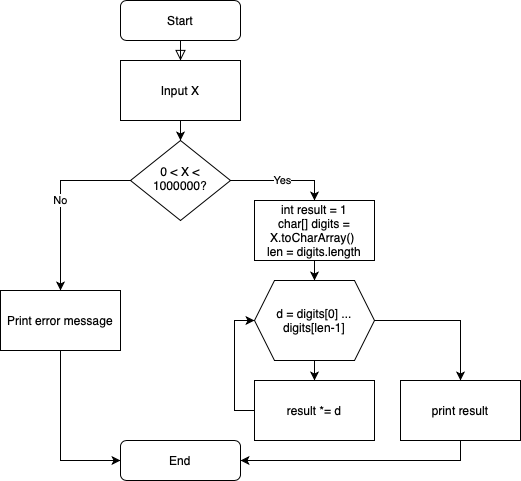 Start
Input X
0 < X <
1000000?
Yes
No
int result = 1
char[] digits =
X.toCharArray()
len = digits.length
Print error message
d = digits[0] ...
digits[len-1]
result *= d
print result
End